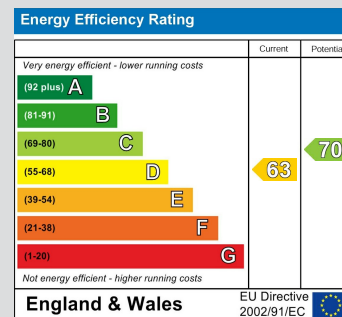 Energy Efficiency Rating
Current Potentia
Very energy efficient - lower running costs
(92 plus) A
(81-91) B
(69-80) C
(55-68) D
(39-54) E
(21-38) F
(1-20) G
63
70
Not energy efficient - higher running costs
England & Wales
EU Directive
2002/91/EC